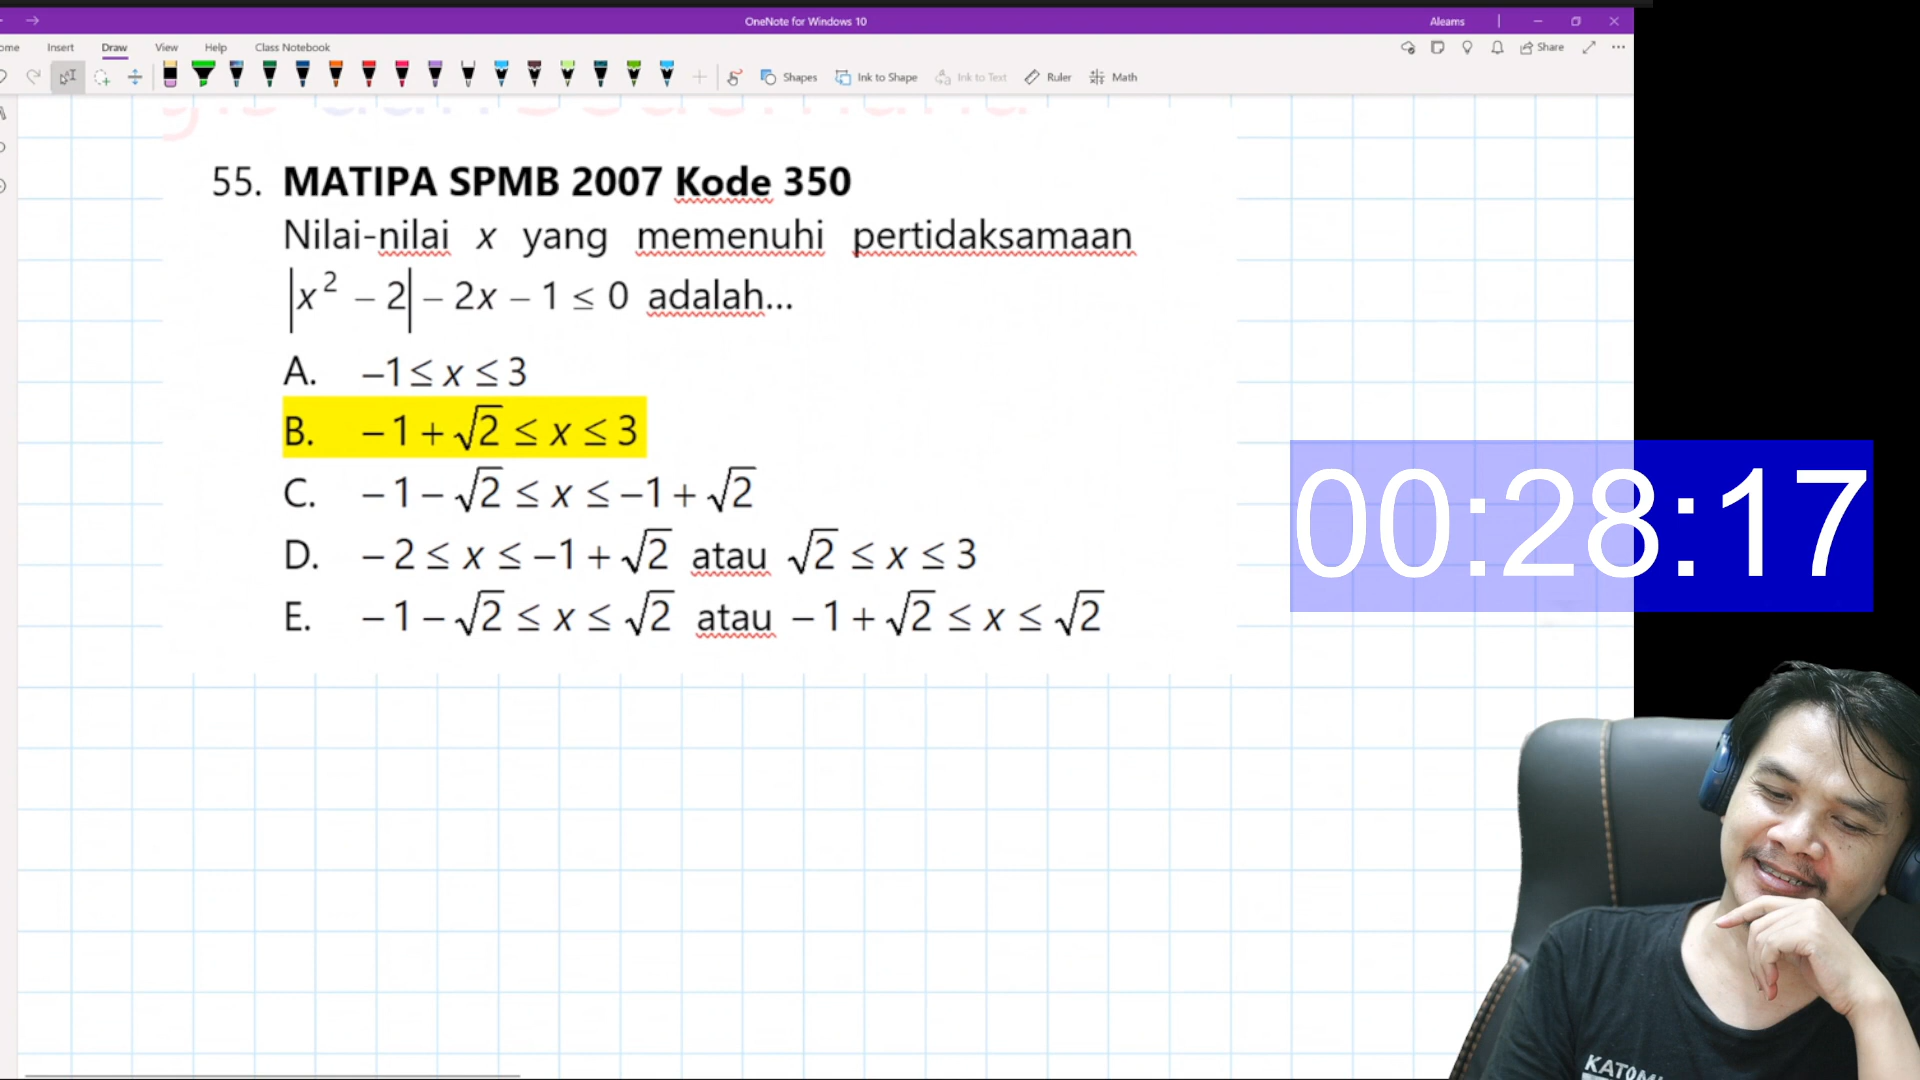 OneNote for Windows 10
Aleams
Insert Draw View Help Class Notebook
Share
Shapes Ink to Shape Ink to Text Ruler Math
55. MATIPA SPMB 2007 Kode 350
Nilai-nilai x yang memenuhi pertidaksamaan
|x² – 2| – 2x – 1 ≤ 0 adalah...
A. –1 ≤ x ≤ 3
B. –1 + √2 ≤ x ≤ 3
C. –1 – √2 ≤ x ≤ –1 + √2
D. –2 ≤ x ≤ –1 + √2 atau √2 ≤ x ≤ 3
E. –1 – √2 ≤ x ≤ √2 atau –1 + √2 ≤ x ≤ √2
00:28:17